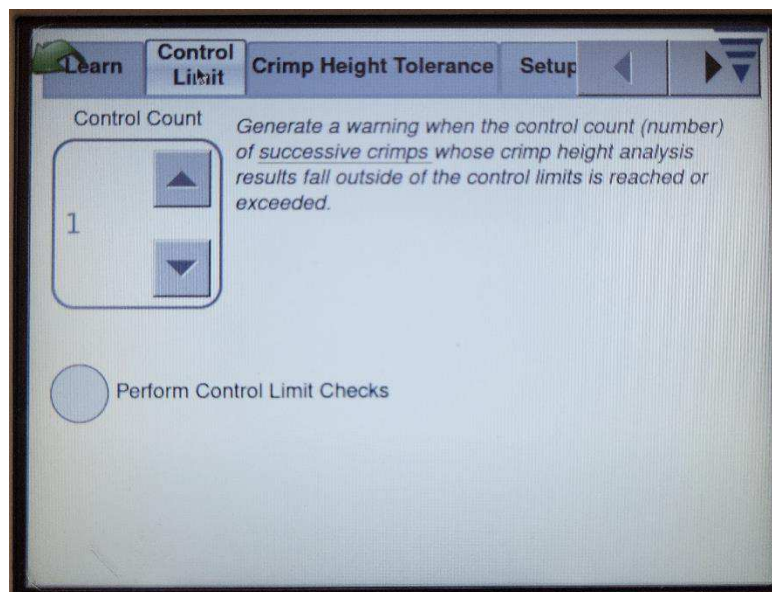 Learn
Control
Limit
Crimp Height Tolerance
Setup
Control Count
1
Generate a warning when the control count (number)
of successive crimps whose crimp height analysis
results fall outside of the control limits is reached or
exceeded.
Perform Control Limit Checks